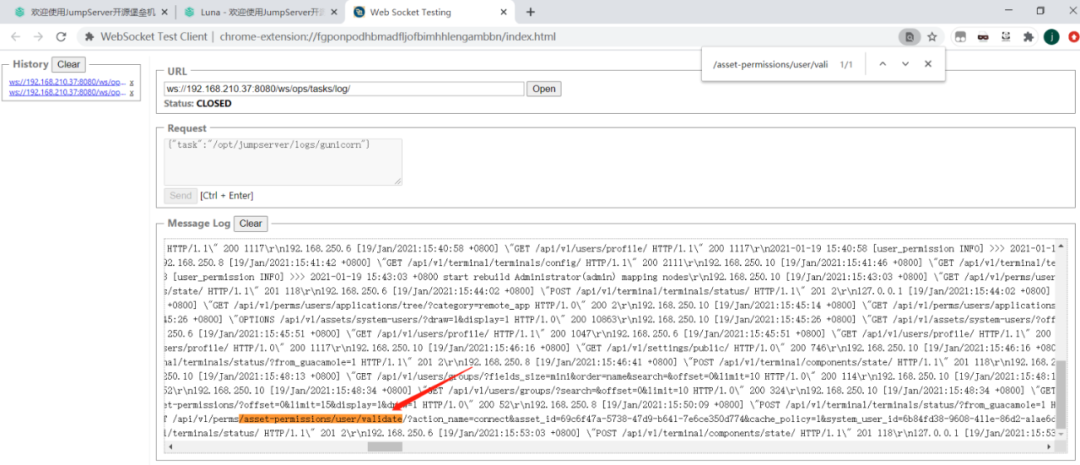 欢迎使用JumpServer开源堡垒机
Luna - 欢迎使用JumpServer开源
Web Socket Testing
WebSocket Test Client | chrome-extension://fgponpodhbmadfljofbimhhlengambbn/index.html
/asset-permissions/user/vali 1/1
History Clear
ws://192.168.210.37:8080/ws/op... x
ws://192.168.210.37:8080/ws/op... x
URL
ws://192.168.210.37:8080/ws/ops/tasks/log/ Open
Status: CLOSED
Request
{"task":"/opt/jumpserver/logs/gunicorn"}
Send [Ctrl + Enter]
Message Log Clear
HTTP/1.1\" 200 1117\r\n192.168.250.6 [19/Jan/2021:15:40:58 +0800] \"GET /api/v1/users/profile/ HTTP/1.1\" 200 1117\r\n2021-01-19 15:40:58 [user_permission INFO] >>> 2021-01-1
192.168.250.8 [19/Jan/2021:15:41:42 +0800] \"GET /api/v1/terminal/terminals/config/ HTTP/1.1\" 200 2111\r\n192.168.250.10 [19/Jan/2021:15:41:46 +0800] \"GET /api/v1/terminal/te
8 [user_permission INFO] >>> 2021-01-19 15:43:03 +0800 start rebuild Administrator(admin) mapping nodes\r\n192.168.250.10 [19/Jan/2021:15:43:03 +0800] \"GET /api/v1/perms/user
s/state/ HTTP/1.1\" 201 118\r\n192.168.250.6 [19/Jan/2021:15:44:02 +0800] \"POST /api/v1/terminal/terminals/status/ HTTP/1.1\" 201 2\r\n127.0.0.1 [19/Jan/2021:15:44:02 +0800]
+0800] \"GET /api/v1/perms/users/applications/tree/?category=remote_app HTTP/1.0\" 200 2\r\n192.168.250.10 [19/Jan/2021:15:45:14 +0800] \"GET /api/v1/perms/users/applications
45:26 +0800] \"OPTIONS /api/v1/assets/system-users/?draw=1&display=1 HTTP/1.0\" 200 10863\r\n192.168.250.10 [19/Jan/2021:15:45:26 +0800] \"GET /api/v1/assets/system-users/?off
.250.6 [19/Jan/2021:15:45:51 +0800] \"GET /api/v1/users/profile/ HTTP/1.1\" 200 1047\r\n192.168.250.6 [19/Jan/2021:15:45:51 +0800] \"GET /api/v1/users/profile/ HTTP/1.1\" 201
users/profile/ HTTP/1.0\" 200 1117\r\n192.168.250.10 [19/Jan/2021:15:46:16 +0800] \"GET /api/v1/settings/public/ HTTP/1.0\" 200 746\r\n192.168.250.10 [19/Jan/2021:15:46:16 +08
inal/terminals/status/?from_guacamole=1 HTTP/1.1\" 201 2\r\n192.168.250.8 [19/Jan/2021:15:46:41 +0800] \"POST /api/v1/terminal/components/state/ HTTP/1.1\" 201 118\r\n192.168.
250.10 [19/Jan/2021:15:48:13 +0800] \"GET /api/v1/users/groups/?fields_size=mini&order=name&search=&offset=0&limit=10 HTTP/1.0\" 200 114\r\n192.168.250.10 [19/Jan/2021:15:48:1
52\r\n192.168.250.10 [19/Jan/2021:15:48:34 +0800] \"GET /api/v1/users/groups/?search=&offset=0&limit=10 HTTP/1.0\" 200 324\r\n192.168.250.10 [19/Jan/2021:15:48:34 +0800] \"GET
et-permissions/?offset=0&limit=15&display=1&draw=1 HTTP/1.0\" 200 52\r\n192.168.250.8 [19/Jan/2021:15:50:09 +0800] \"POST /api/v1/terminal/terminals/status/?from_guacamole=1 H
T /api/v1/perms/asset-permissions/user/validate/?action_name=connect&asset_id=69c6f47a-5738-47d9-b641-7e6ce350d774&cache_policy=1&system_user_id=6b84fd38-9608-411e-86d2-a1ae6d
i/terminals/status/ HTTP/1.1\" 201 2\r\n192.168.250.6 [19/Jan/2021:15:53:03 +0800] \"POST /api/v1/terminal/components/state/ HTTP/1.1\" 201 118\r\n127.0.0.1 [19/Jan/2021:15:53